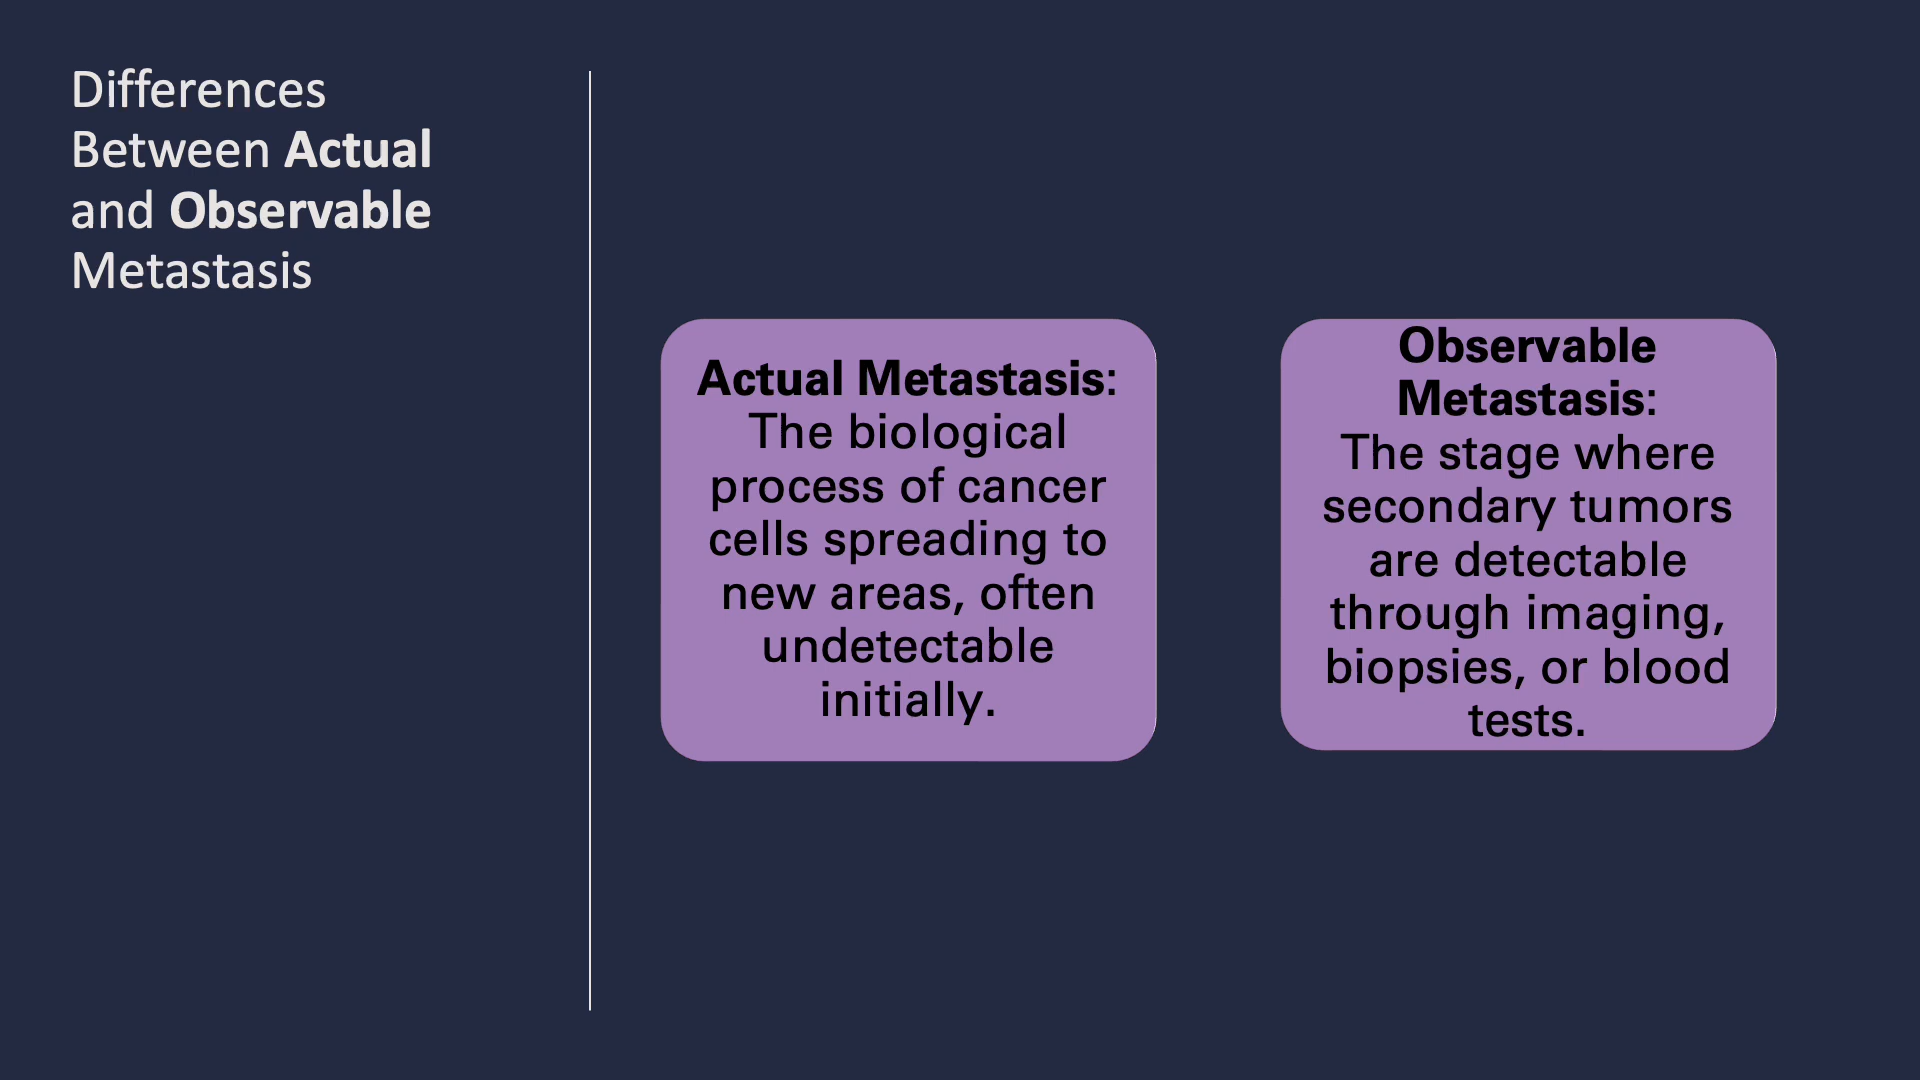 Differences
Between Actual
and Observable
Metastasis
Actual Metastasis:
The biological
process of cancer
cells spreading to
new areas, often
undetectable
initially.
Observable
Metastasis:
The stage where
secondary tumors
are detectable
through imaging,
biopsies, or blood
tests.